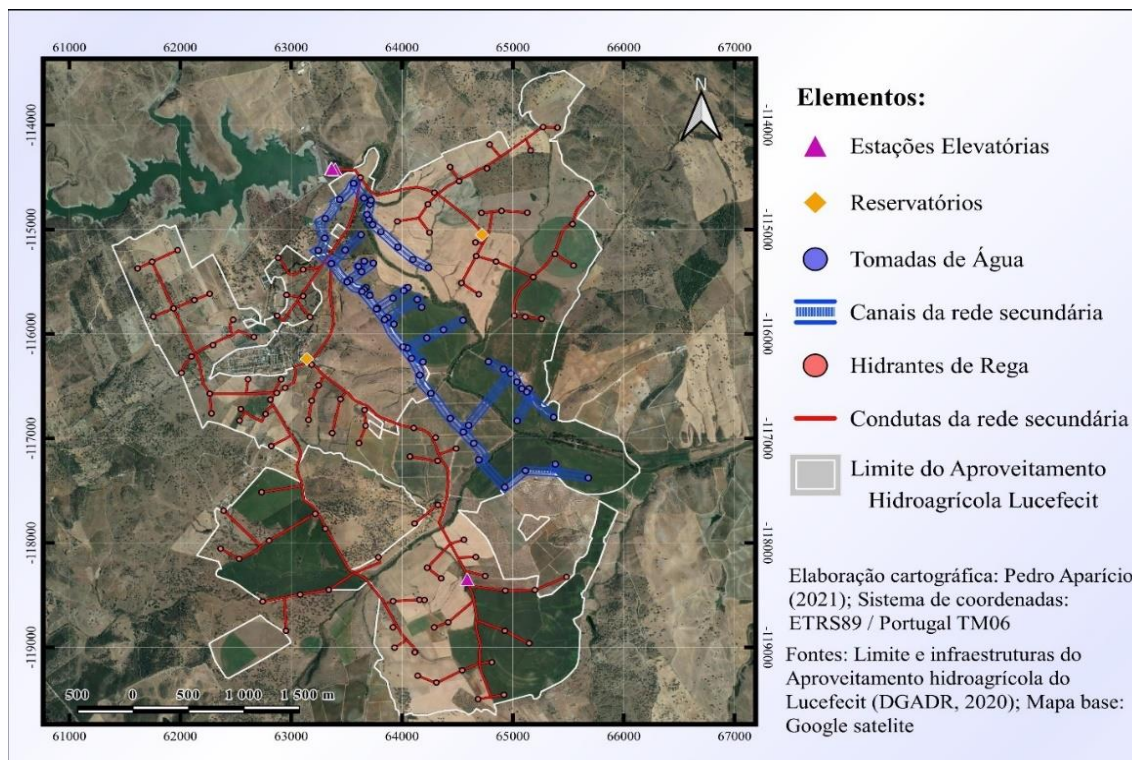 61000 62000 63000 64000 65000 66000 67000
-114000
-115000
-116000
-117000
-118000
-119000
-114000
-115000
-116000
-117000
-118000
-119000
N
500 0 500 1 000 1 500 m
61000 62000 63000 64000 65000 66000 67000
Elementos:
Estações Elevatórias
Reservatórios
Tomadas de Água
Canais da rede secundária
Hidrantes de Rega
Condutas da rede secundária
Limite do Aproveitamento
Hidroagrícola Lucefecit
Elaboração cartográfica: Pedro Aparício
(2021); Sistema de coordenadas:
ETRS89 / Portugal TM06
Fontes: Limite e infraestruturas do
Aproveitamento hidroagrícola do
Lucefecit (DGADR, 2020); Mapa base:
Google satelite